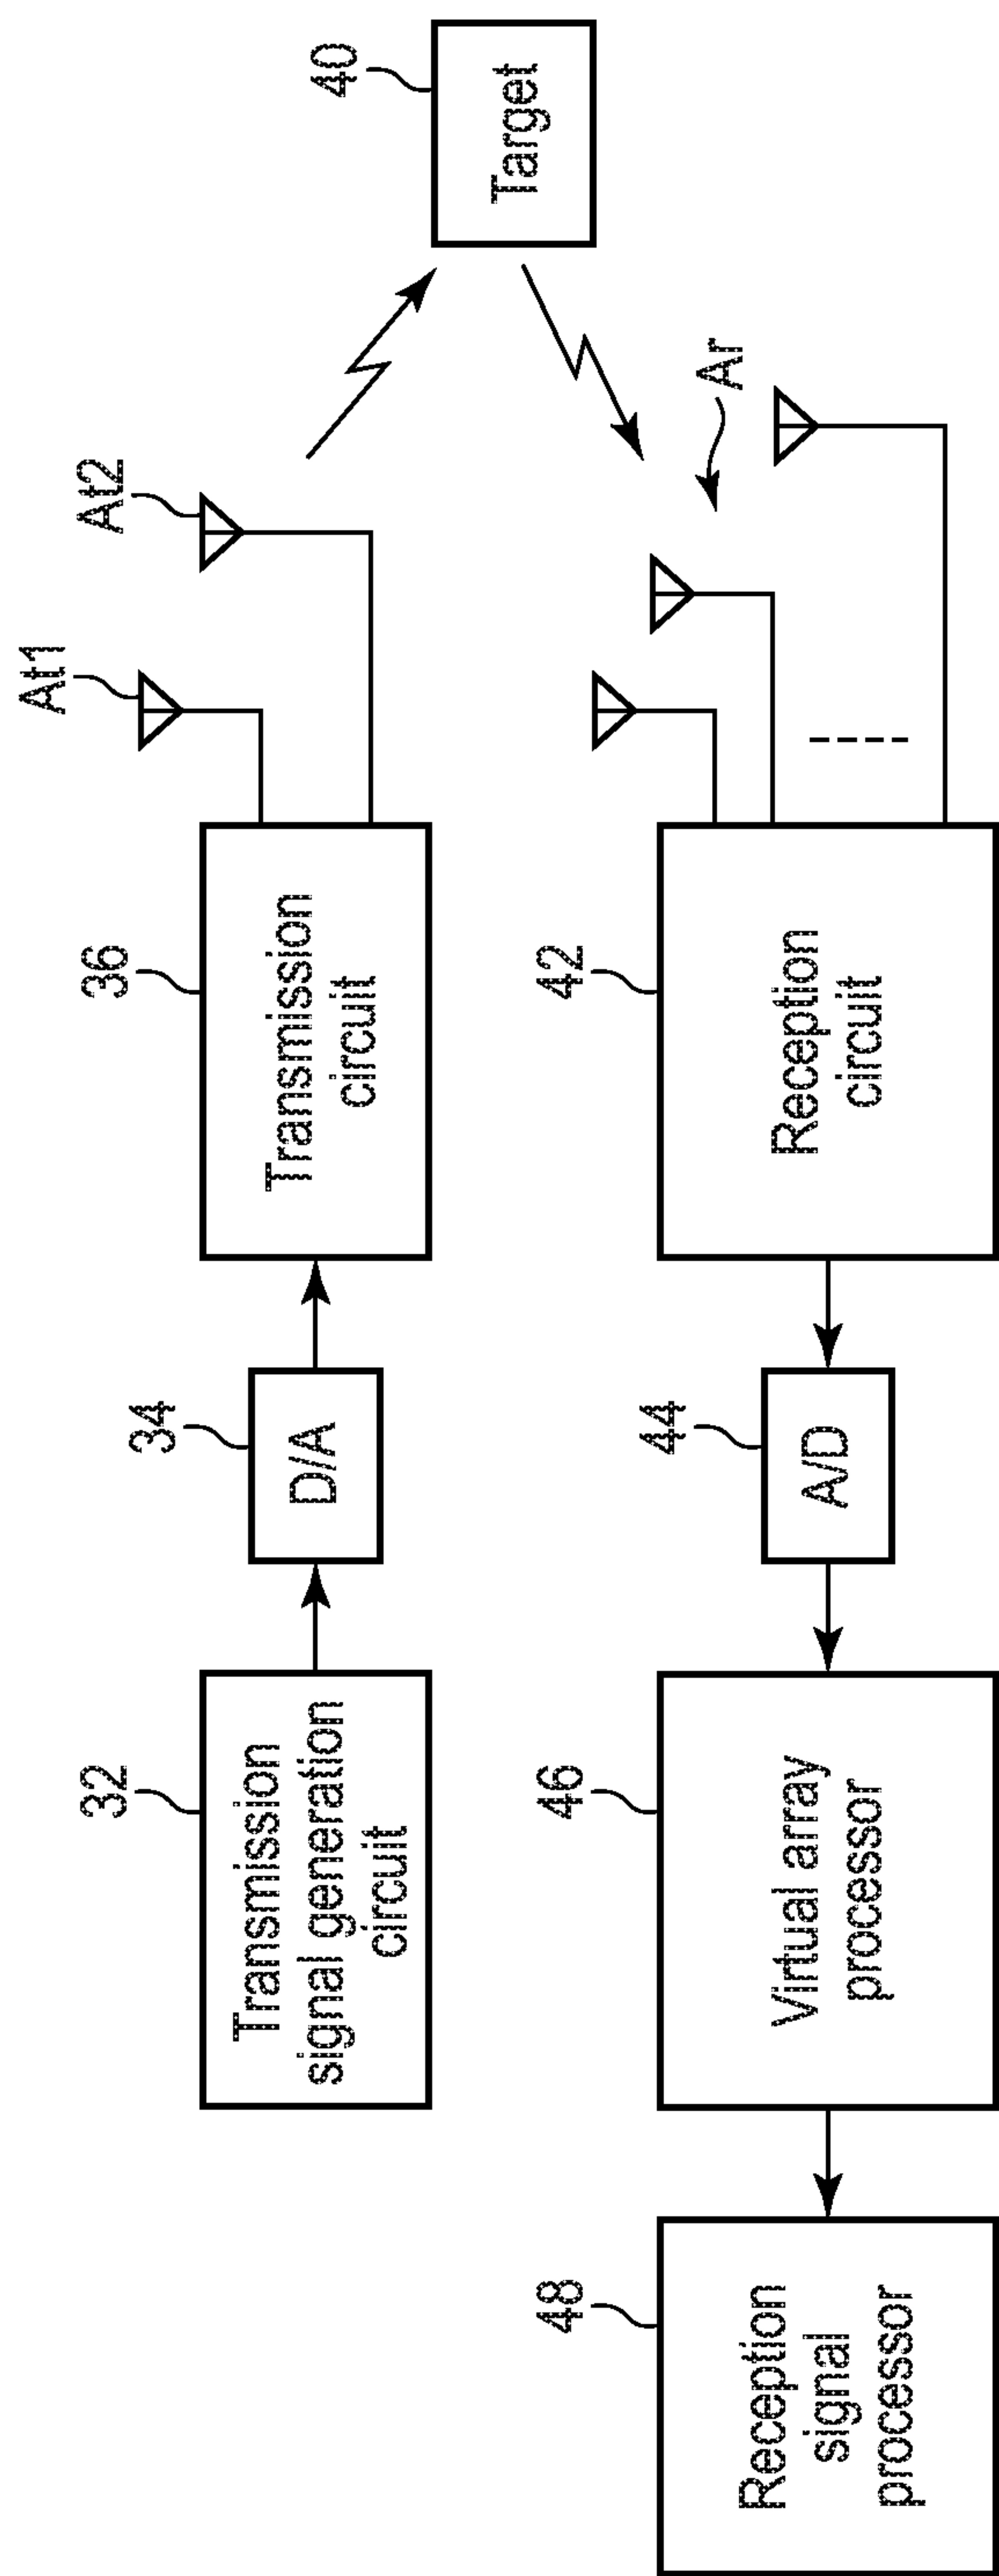 At1
At2
32
34
36
40
Transmission
signal generation
circuit
D/A
Transmission
circuit
Target
Ar
48
46
44
42
Reception
signal
processor
Virtual array
processor
A/D
Reception
circuit